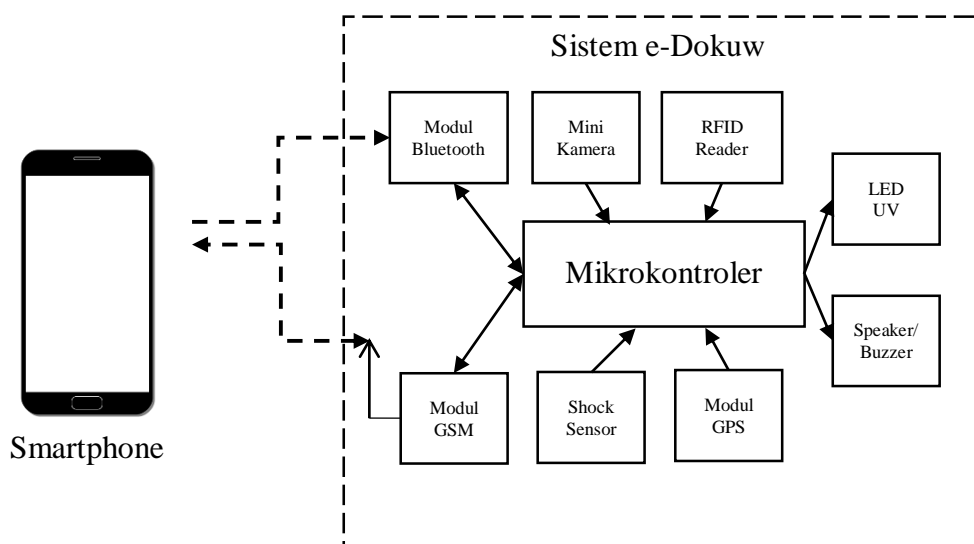 Sistem e-Dokuw
Modul
Bluetooth
Mini
Kamera
RFID
Reader
LED
UV
Mikrokontroler
Speaker/
Buzzer
Modul
GSM
Shock
Sensor
Modul
GPS
Smartphone